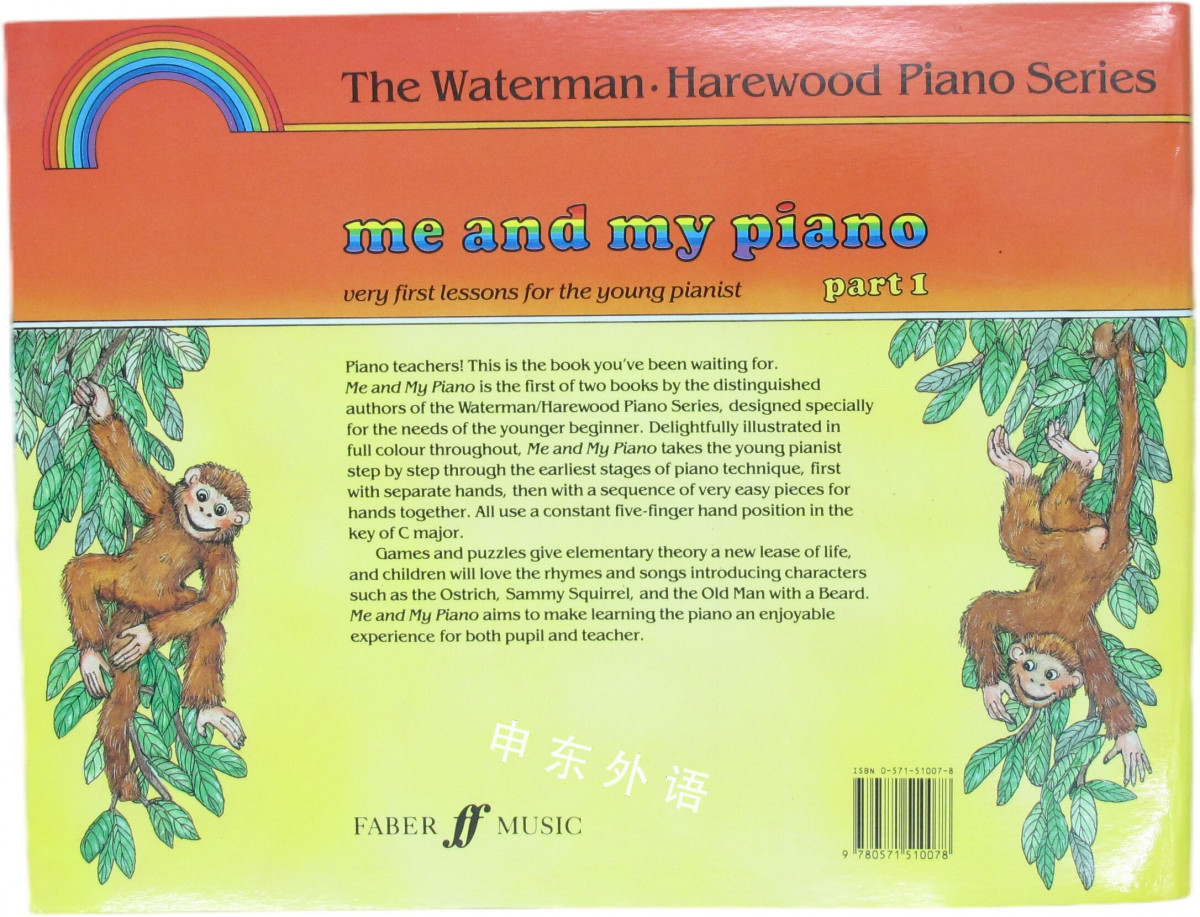 The Waterman · Harewood Piano Series
me and my piano
very first lessons for the young pianist
part 1
Piano teachers! This is the book you've been waiting for.
Me and My Piano is the first of two books by the distinguished
authors of the Waterman/Harewood Piano Series, designed specially
for the needs of the younger beginner. Delightfully illustrated in
full colour throughout, Me and My Piano takes the young pianist
step by step through the earliest stages of piano technique, first
with separate hands, then with a sequence of very easy pieces for
hands together. All use a constant five-finger hand position in the
key of C major.
Games and puzzles give elementary theory a new lease of life,
and children will love the rhymes and songs introducing characters
such as the Ostrich, Sammy Squirrel, and the Old Man with a Beard.
Me and My Piano aims to make learning the piano an enjoyable
experience for both pupil and teacher.
申东外语
FABER ff MUSIC
ISBN 0-571-51007-8
9 780571 510078